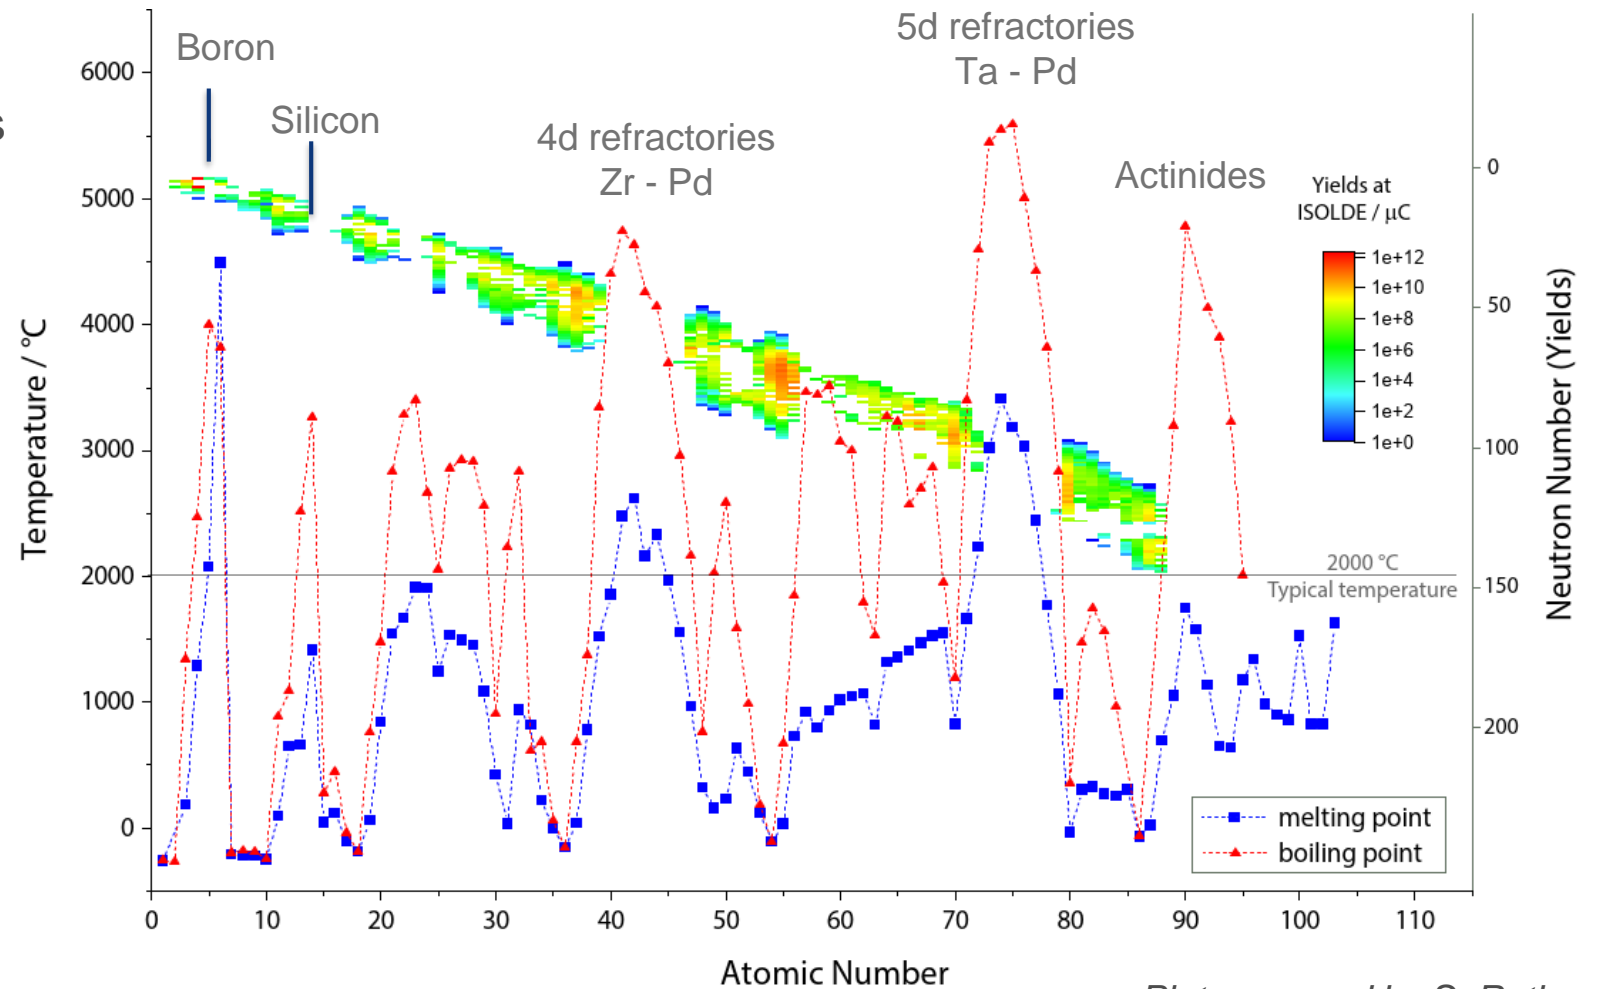 Boron
Silicon
4d refractories
Zr - Pd
5d refractories
Ta - Pd
Actinides
Yields at
ISOLDE / µC
1e+12
1e+10
1e+8
1e+6
1e+4
1e+2
1e+0
6000
5000
4000
3000
2000
1000
0
Temperature / °C
0
50
100
150
200
Neutron Number (Yields)
2000 °C
Typical temperature
melting point
boiling point
0 10 20 30 40 50 60 70 80 90 100 110
Atomic Number